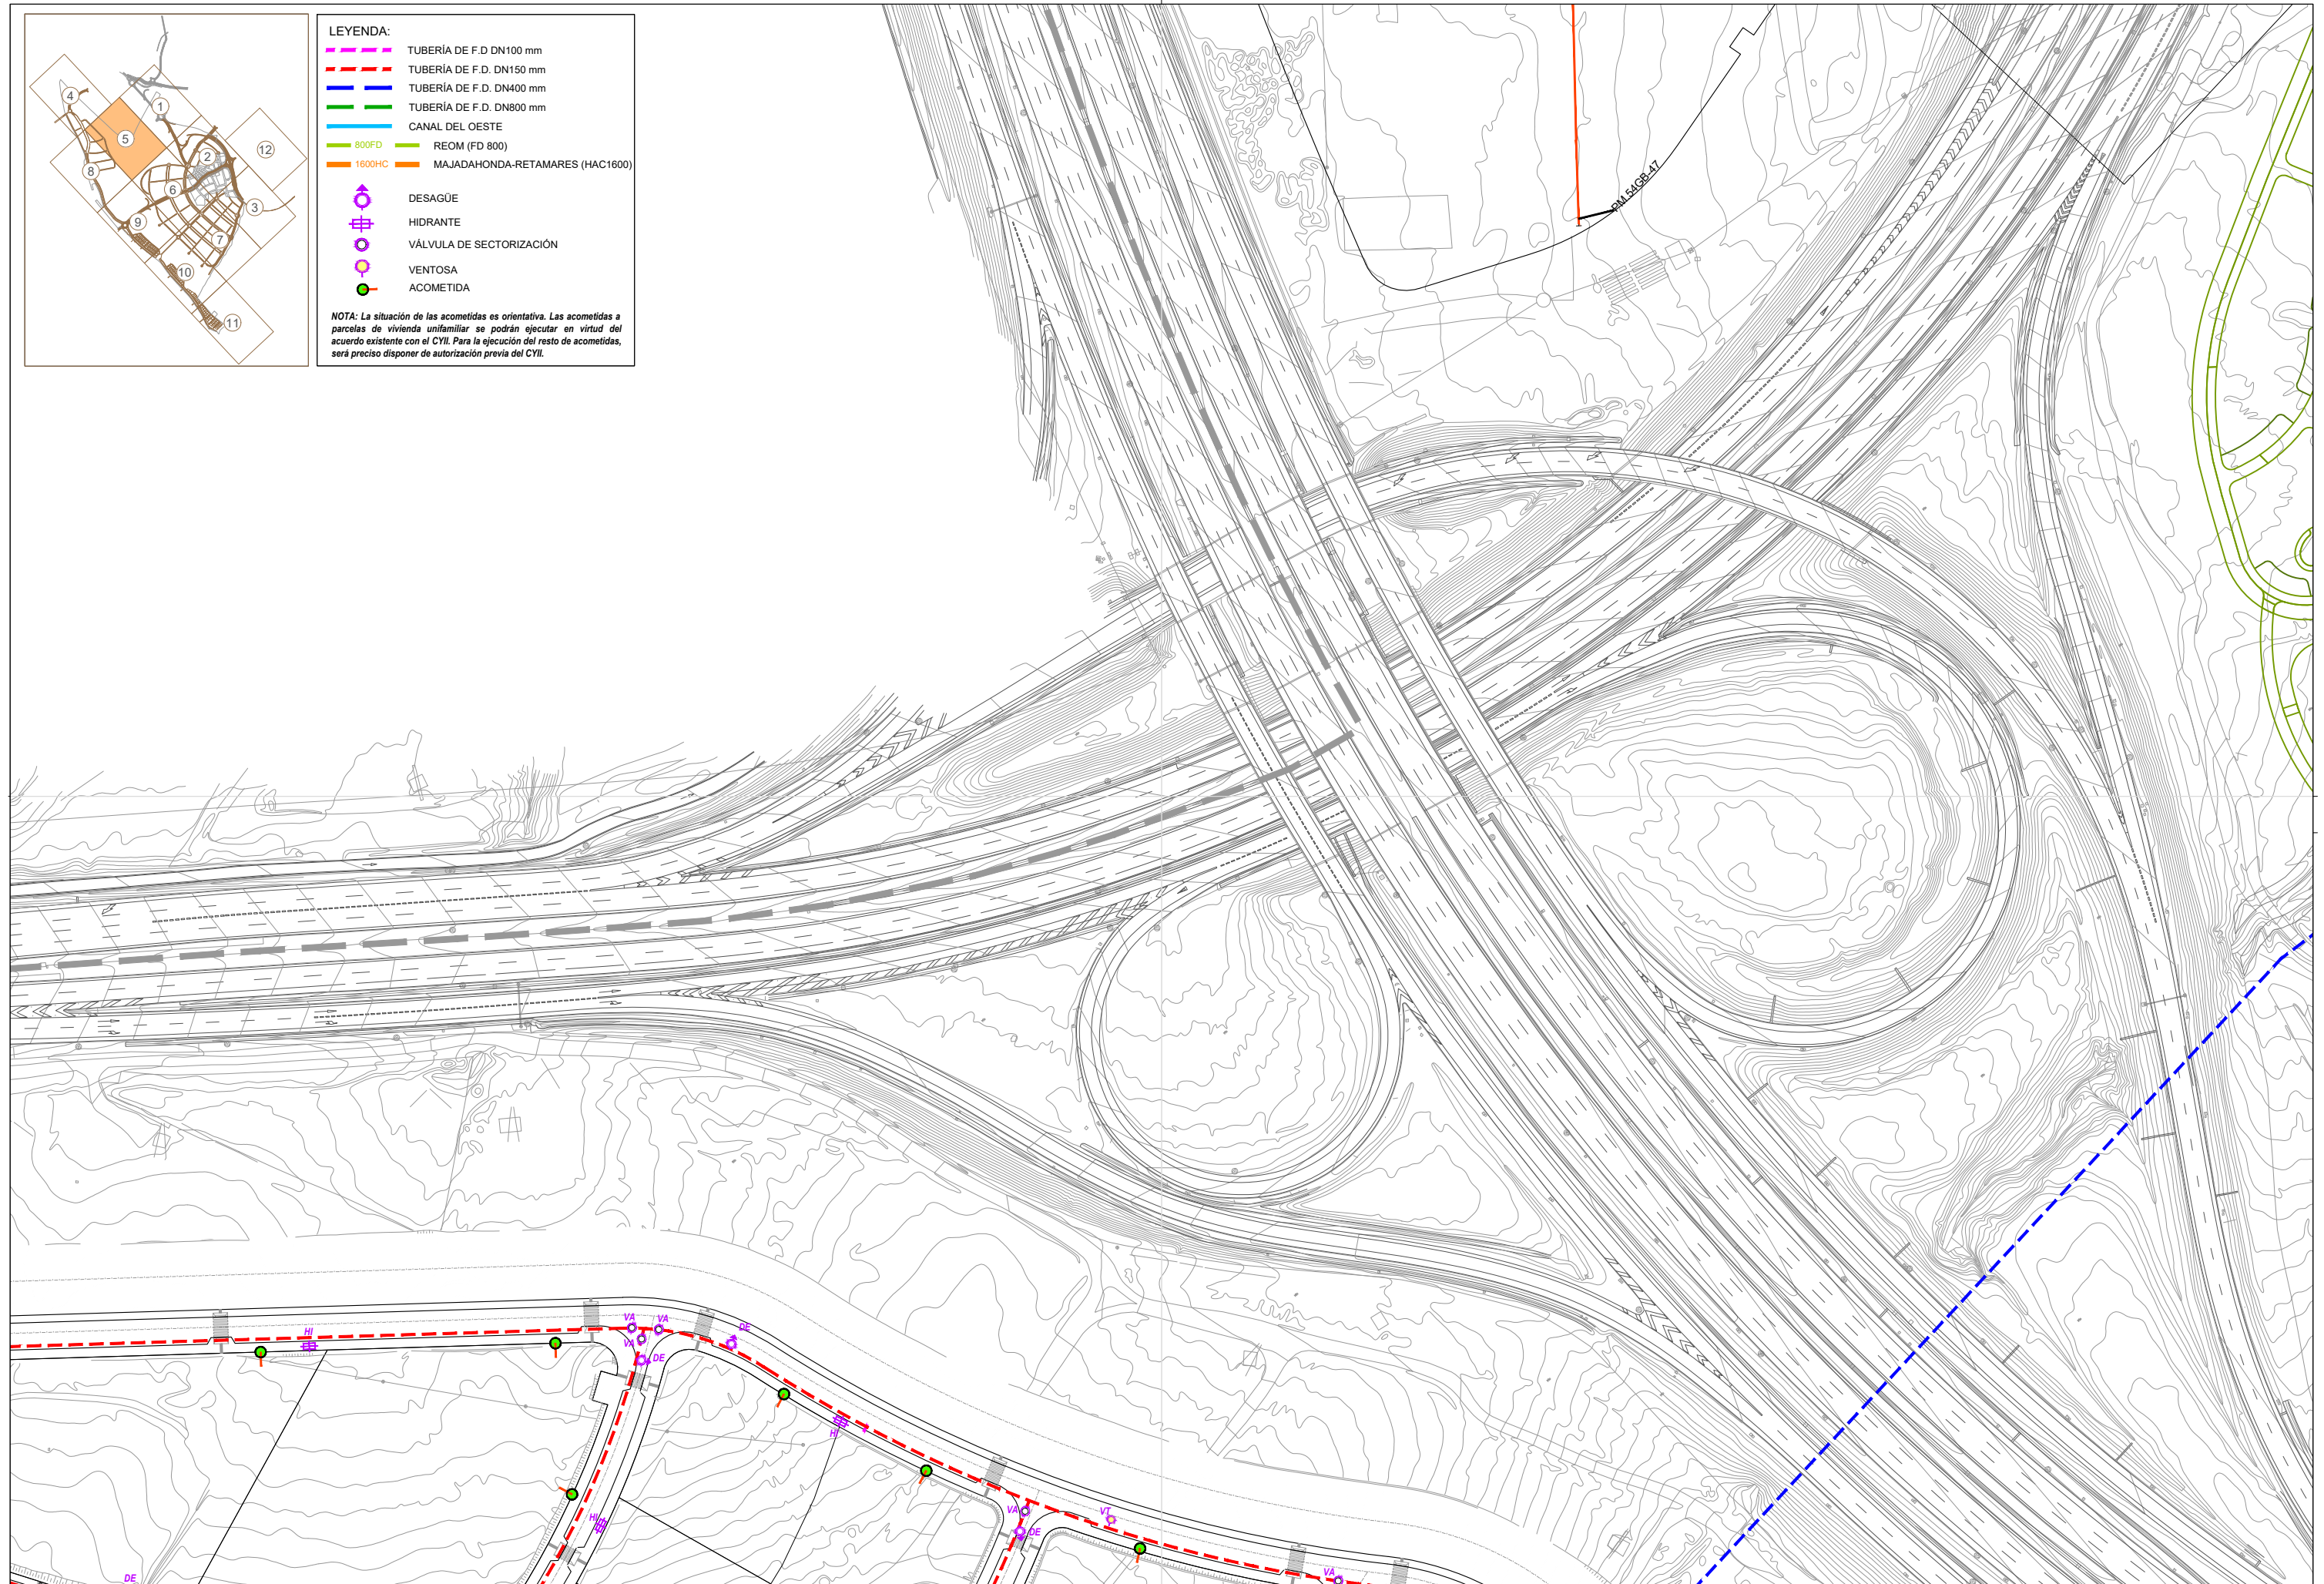 4
1
5
2
12
8
6
3
9
7
10
11
LEYENDA:
TUBERÍA DE F.D DN100 mm
TUBERÍA DE F.D. DN150 mm
TUBERÍA DE F.D. DN400 mm
TUBERÍA DE F.D. DN800 mm
CANAL DEL OESTE
800FD REOM (FD 800)
1600HC MAJADAHONDA-RETAMARES (HAC1600)
DESAGÜE
HIDRANTE
VÁLVULA DE SECTORIZACIÓN
VENTOSA
ACOMETIDA
NOTA: La situación de las acometidas es orientativa. Las acometidas a
parcelas de vivienda unifamiliar se podrán ejecutar en virtud del
acuerdo existente con el CYII. Para la ejecución del resto de acometidas,
será preciso disponer de autorización previa del CYII.
PM 54GB-47
HI
VA
VA
VA
DE
DE
HI
HI
VA
DE
VT
VA
DE